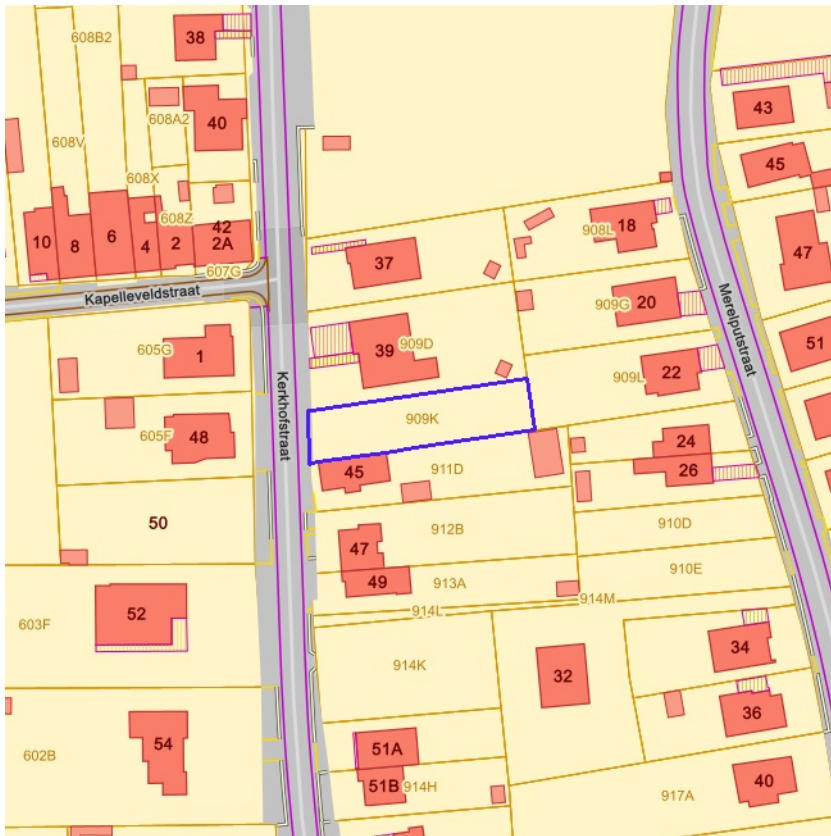 608B2
38
43
608A2
40
608V
45
608X
608Z
42
2A
10
8
6
4
2
18
908L
47
37
607G
Kapelleveldstraat
20
909G
Merelputstraat
605G
1
39
909D
51
22
909L
909K
Kerkhofstraat
605F
48
24
45
911D
26
50
912B
910D
47
49
913A
910E
914L
914M
52
603F
34
914K
32
36
54
602B
51A
51B
914H
917A
40